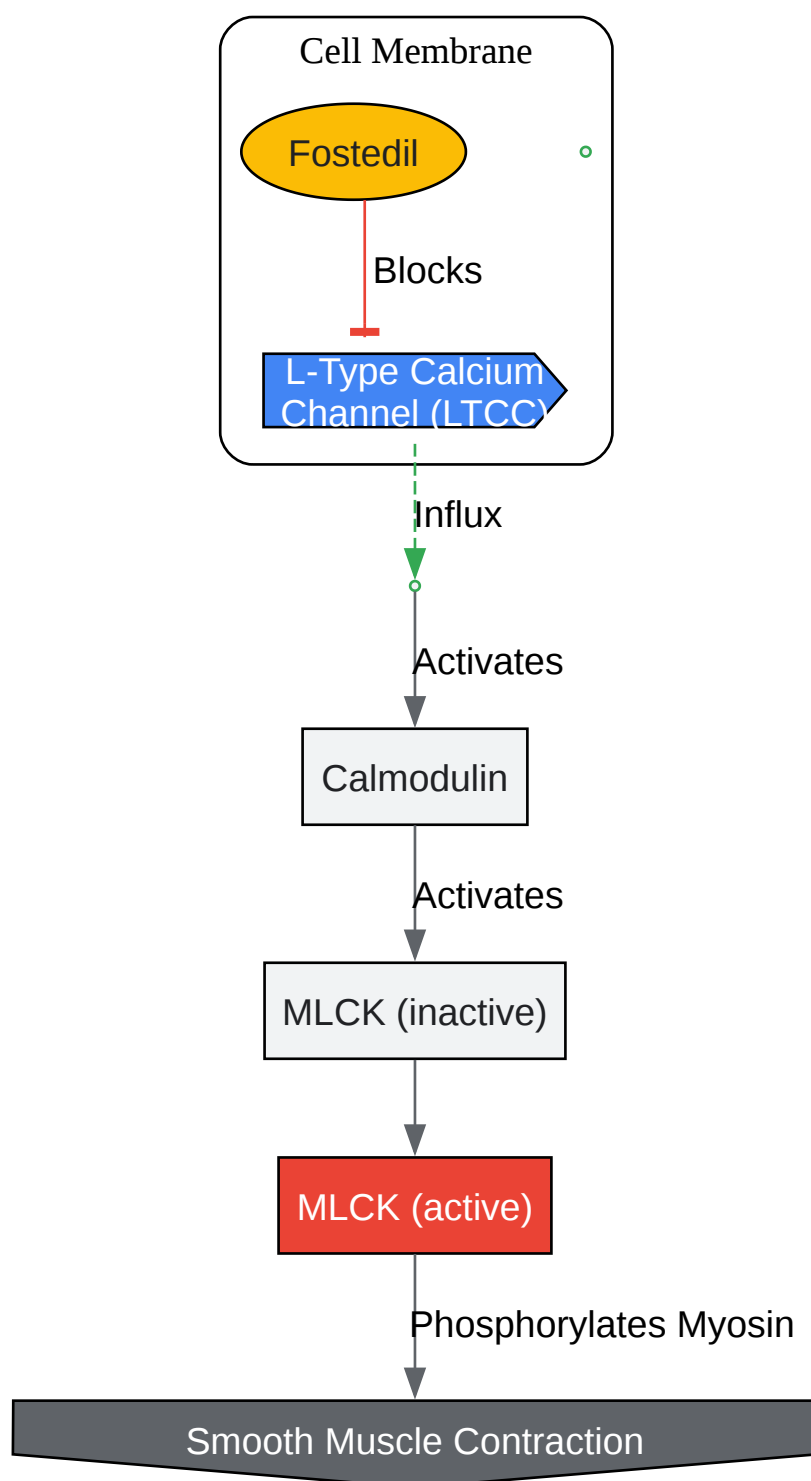 Cell Membrane
Fostedil
Blocks
L-Type Calcium
Channel (LTCC)
Influx
Activates
Calmodulin
Activates
MLCK (inactive)
MLCK (active)
Phosphorylates Myosin
Smooth Muscle Contraction